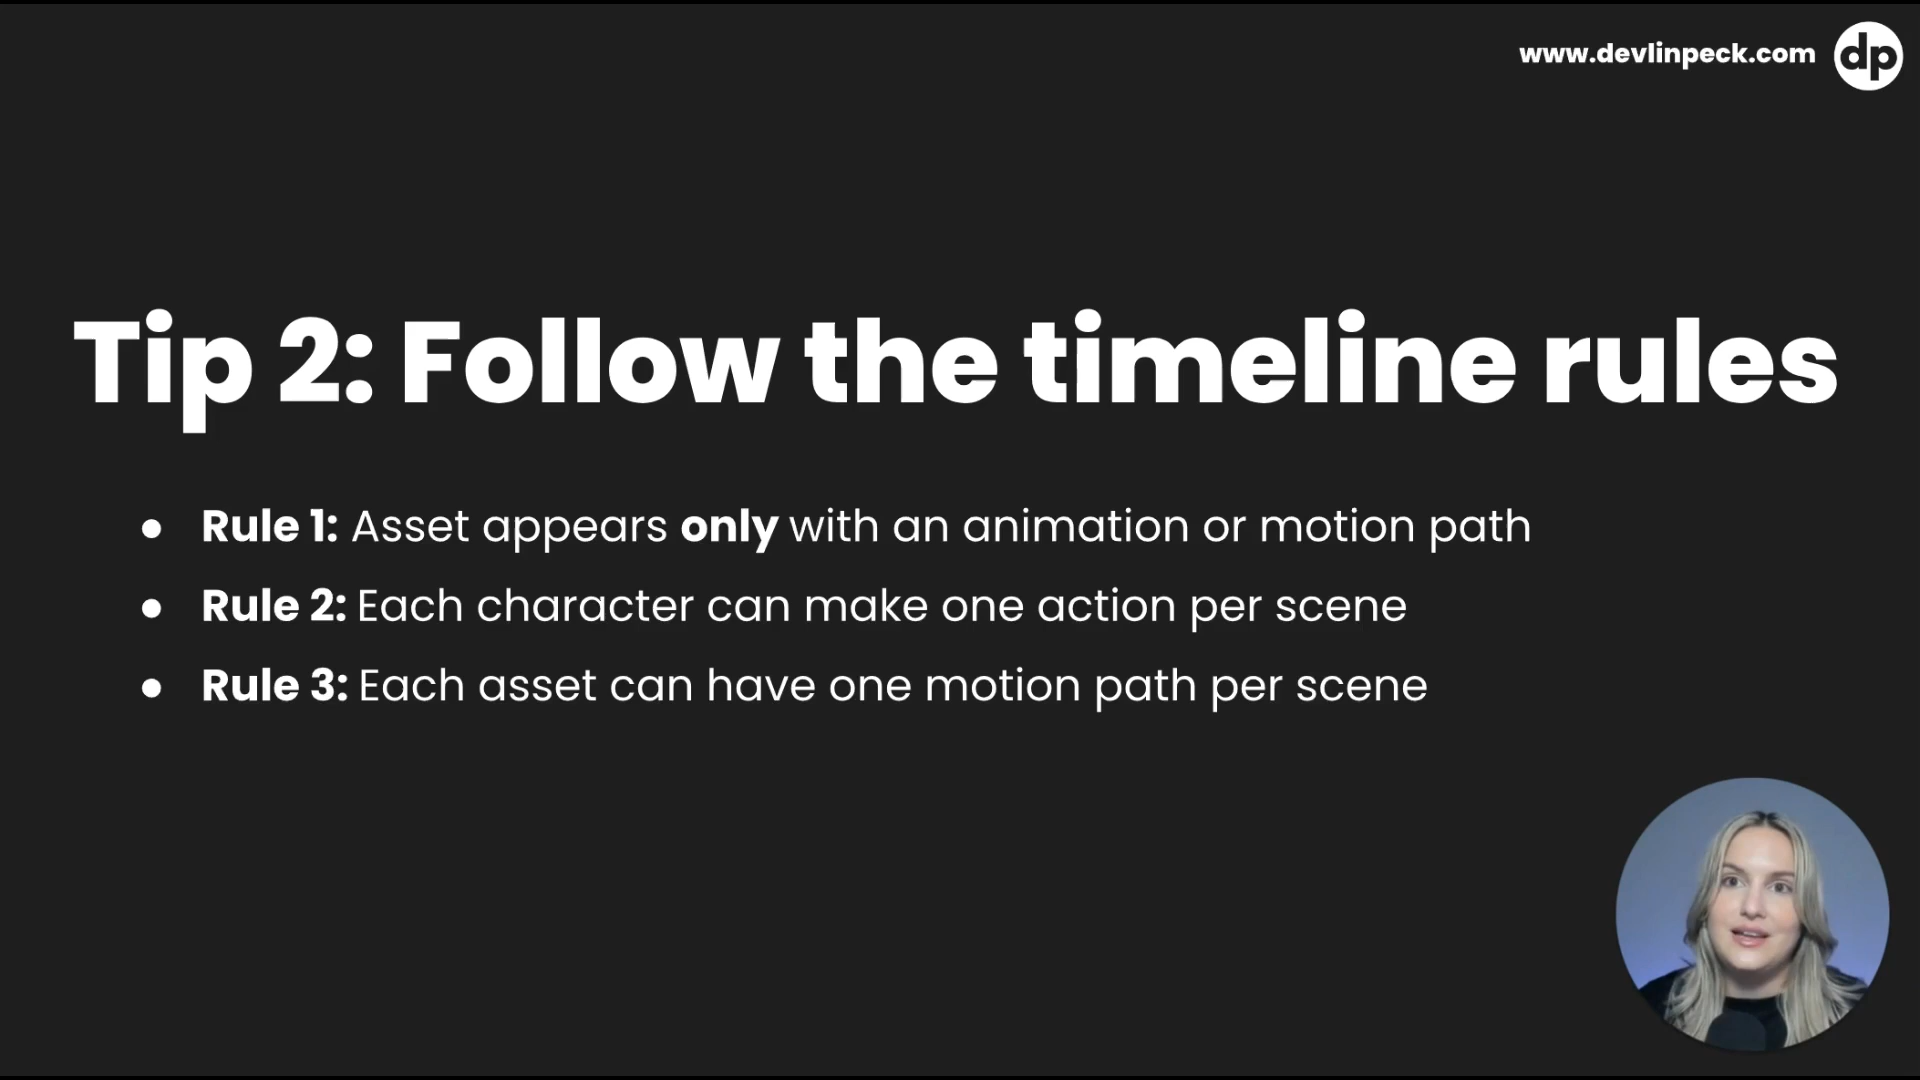 www.devlinpeck.com dp
Tip 2: Follow the timeline rules
● Rule 1: Asset appears only with an animation or motion path
● Rule 2: Each character can make one action per scene
● Rule 3: Each asset can have one motion path per scene